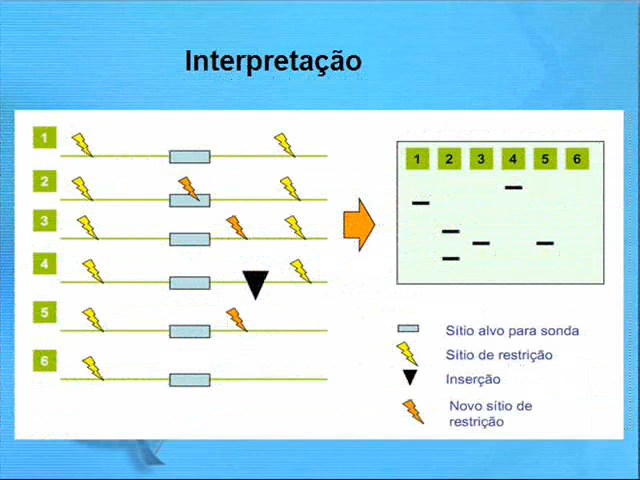 Interpretação
1
2
3
4
5
6
1 2 3 4 5 6
Sítio alvo para sonda
Sítio de restrição
Inserção
Novo sítio de
restrição